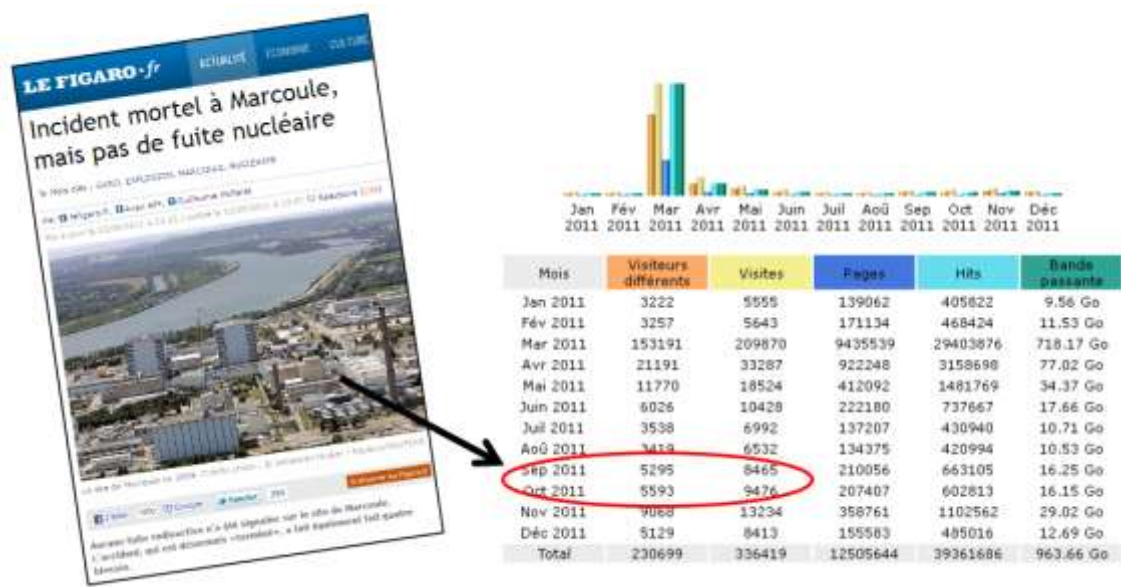 LE FIGARO·fr ACTUALITÉ ECONOMIE CULTURE
Incident mortel à Marcoule,
mais pas de fuite nucléaire
Jan Fév Mar Avr Mai Juin Juil Aoû Sep Oct Nov Déc
2011 2011 2011 2011 2011 2011 2011 2011 2011 2011 2011 2011
Mois Visiteurs différents Visites Pages Hits Bande passante
Jan 2011 3222 5555 139062 405822 9.56 Go
Fév 2011 3257 5643 171134 468424 11.53 Go
Mar 2011 153191 209870 9435539 29403876 718.17 Go
Avr 2011 21191 33287 922248 3158698 77.02 Go
Mai 2011 11770 18524 412092 1481769 34.37 Go
Juin 2011 6026 10428 222180 737667 17.66 Go
Juil 2011 3538 6992 137207 430940 10.71 Go
Aoû 2011 3419 6532 134375 420994 10.53 Go
Sep 2011 5295 8465 210056 663105 16.25 Go
Oct 2011 5593 9476 207407 602813 16.15 Go
Nov 2011 9068 13234 358761 1102562 29.02 Go
Déc 2011 5129 8413 155583 485016 12.69 Go
Total 230699 336419 12505644 39361686 963.66 Go